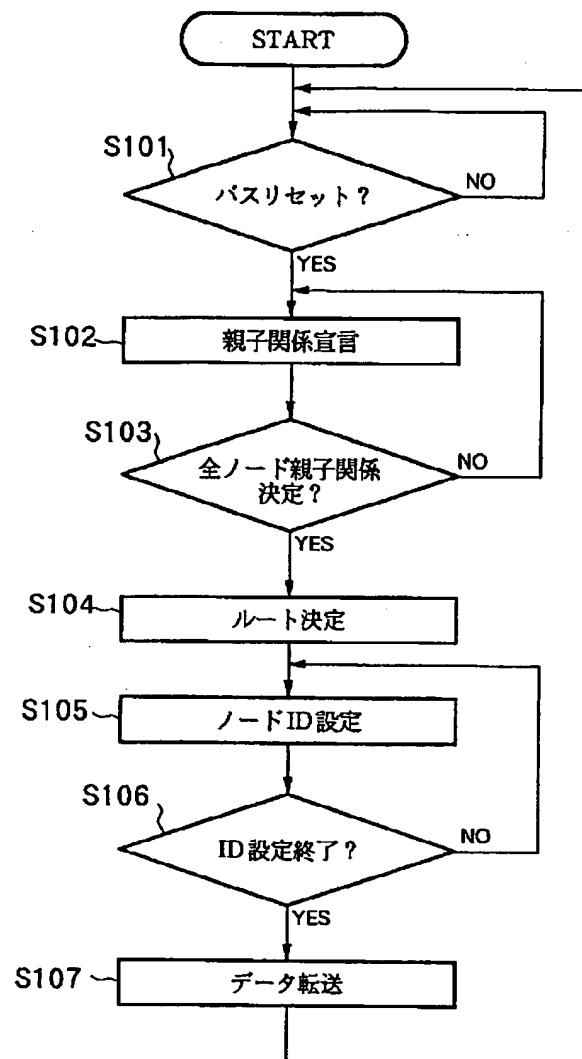 START
S101
バスリセット？
NO
YES
S102
親子関係宣言
S103
全ノード親子関係
決定？
NO
YES
S104
ルート決定
S105
ノードID設定
S106
ID設定終了？
NO
YES
S107
データ転送